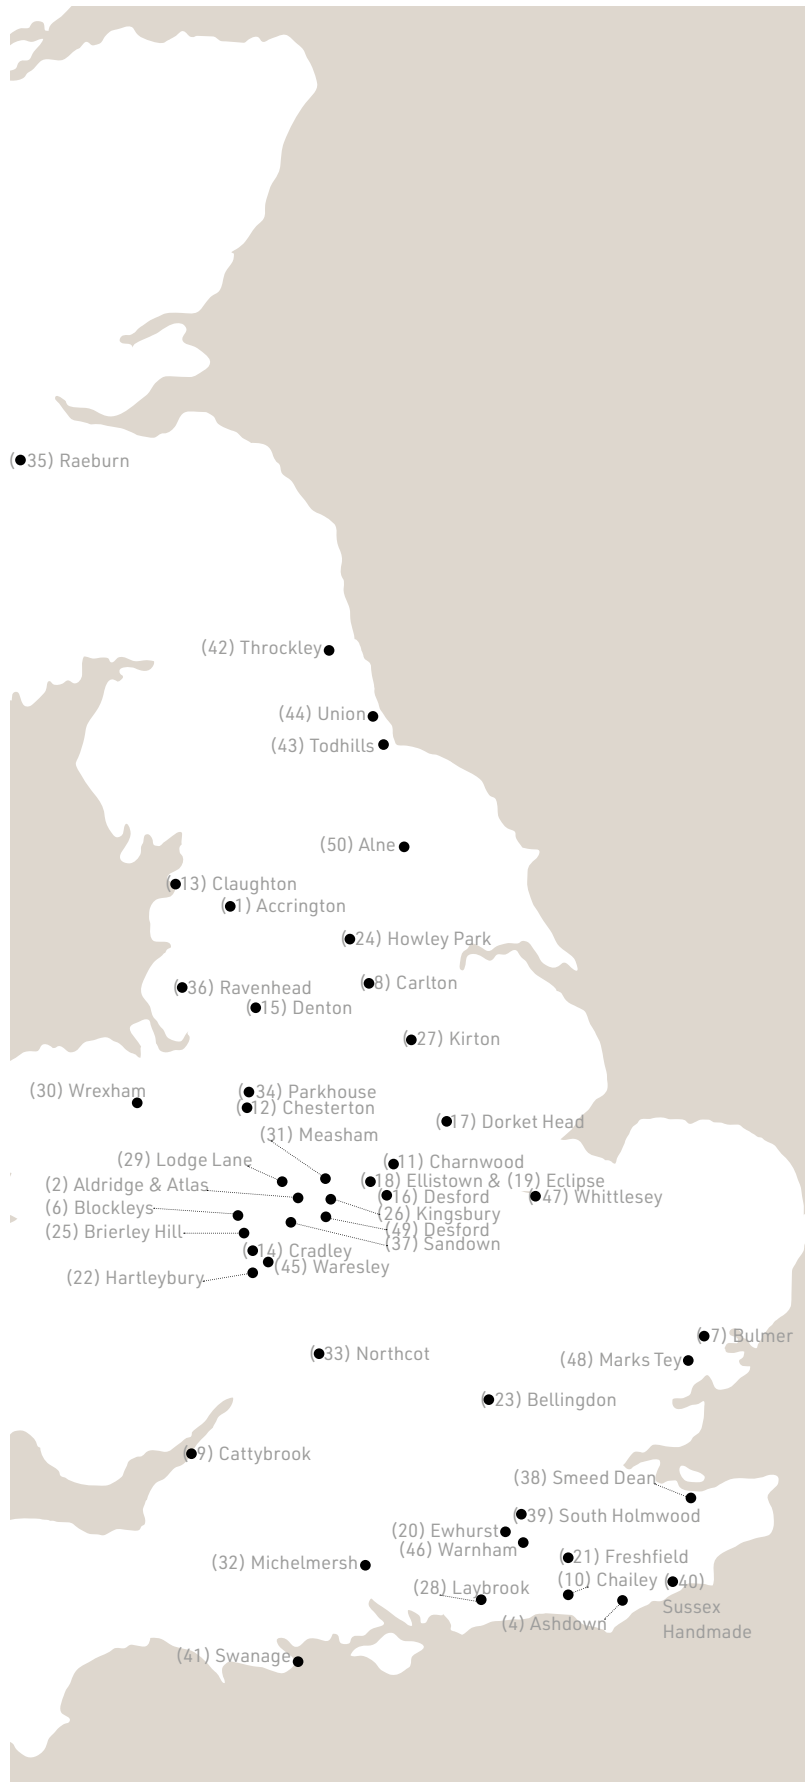 (35) Raeburn
(42) Throckley
(44) Union
(43) Todhills
(50) Alne
(13) Claughton
(1) Accrington
(24) Howley Park
(8) Carlton
(36) Ravenhead
(15) Denton
(27) Kirton
(30) Wrexham
(34) Parkhouse
(12) Chesterton
(17) Dorket Head
(31) Measham
(29) Lodge Lane
(11) Charnwood
(2) Aldridge & Atlas
(18) Ellistown & (19) Eclipse
(16) Desford
(47) Whittlesey
(6) Blockleys
(26) Kingsbury
(25) Brierley Hill
(49) Desford
(37) Sandown
(14) Cradley
(45) Waresley
(22) Hartleybury
(7) Bulmer
(33) Northcot
(48) Marks Tey
(23) Bellingdon
(9) Cattybrook
(38) Smeed Dean
(39) South Holmwood
(20) Ewhurst
(46) Warnham
(32) Michelmersh
(21) Freshfield
(10) Chailey
(40)
Sussex
Handmade
(28) Laybrook
(4) Ashdown
(41) Swanage